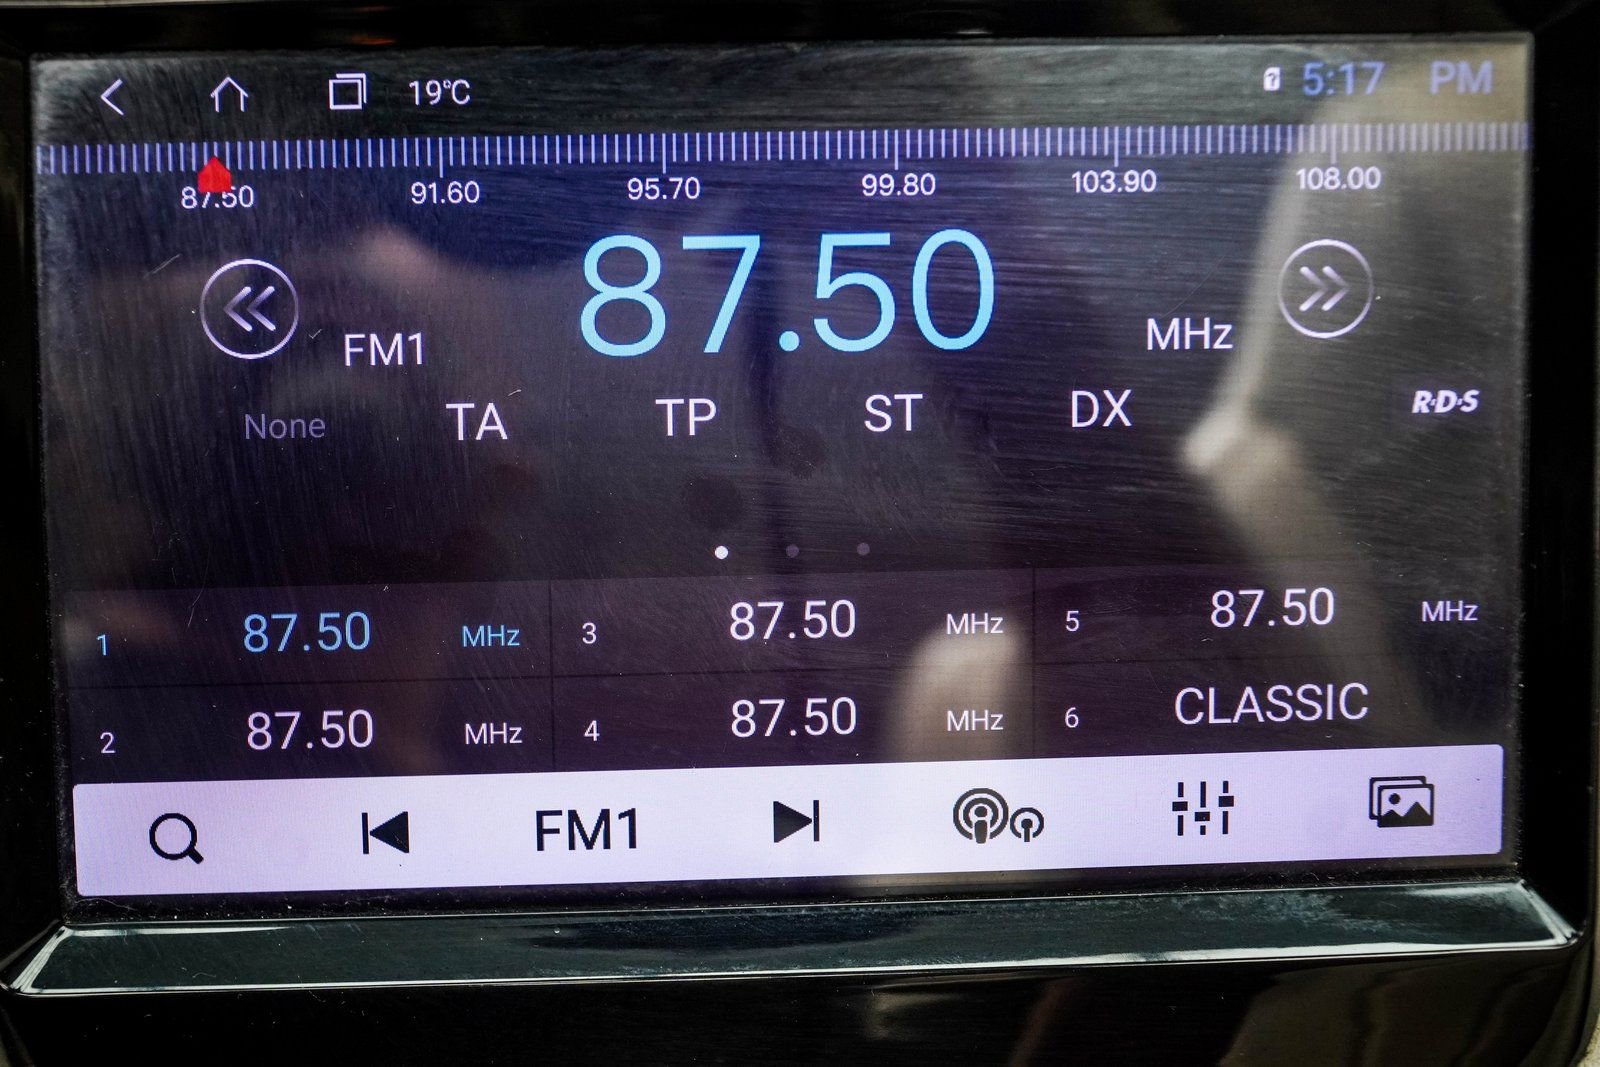 19°C 5:17 PM
87.50 91.60 95.70 99.80 103.90 108.00
FM1 87.50 MHz
None TA TP ST DX R·D·S
1 87.50 MHz 3 87.50 MHz 5 87.50 MHz
2 87.50 MHz 4 87.50 MHz 6 CLASSIC
FM1